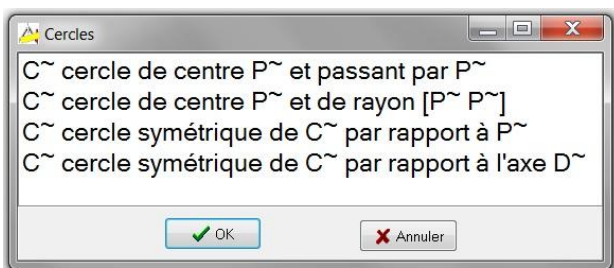 Cercles
C~ cercle de centre P~ et passant par P~
C~ cercle de centre P~ et de rayon [P~ P~]
C~ cercle symétrique de C~ par rapport à P~
C~ cercle symétrique de C~ par rapport à l'axe D~
OK
Annuler